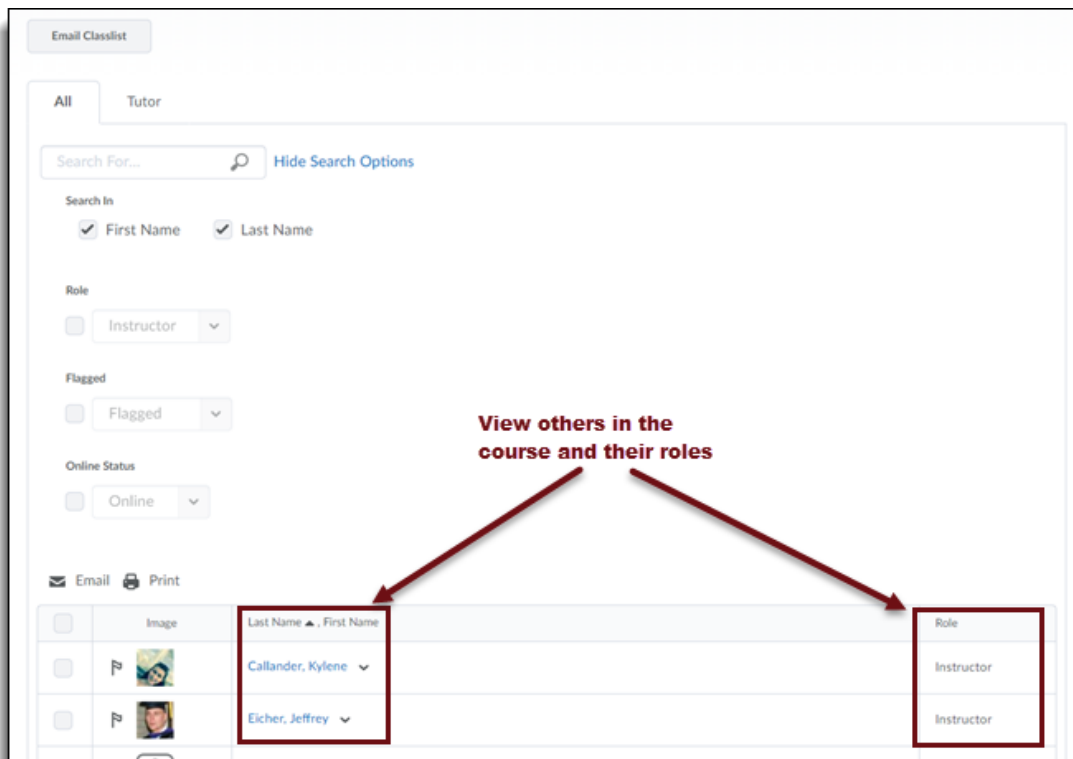 Email Classlist
All Tutor
Search For... Hide Search Options
Search In
First Name Last Name
Role
Instructor
Flagged
Flagged
View others in the
course and their roles
Online Status
Online
Email Print
Image Last Name , First Name Role
Callander, Kylene Instructor
Eicher, Jeffrey Instructor